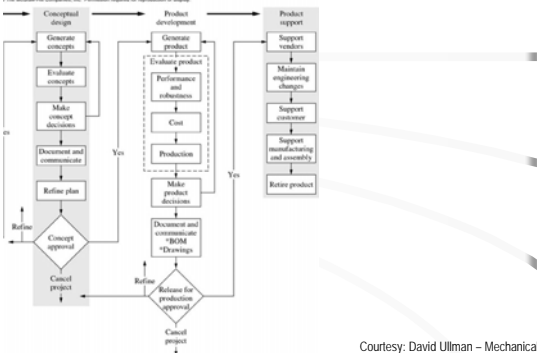 Conceptual
design
Generate
concepts
Evaluate
concepts
Make
concept
decisions
Document and
communicate
Refine plan
Refine
Concept
approval
Cancel
project
Yes
Product
development
Generate
product
Evaluate product
Performance
and
robustness
Cost
Production
Make
product
decisions
Document and
communicate
*BOM
*Drawings
Refine
Release for
production
approval
Cancel
project
Yes
Product
support
Support
vendors
Maintain
engineering
changes
Support
customer
Support
manufacturing
and assembly
Retire product
Courtesy: David Ullman – Mechanical